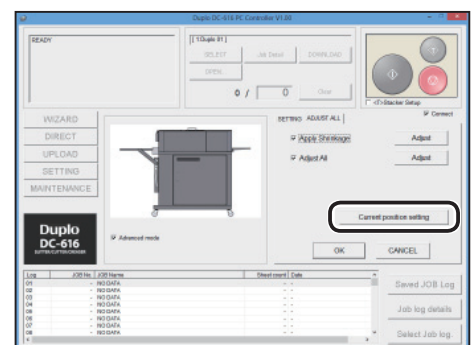 Duplo DC-616 PC Controller V1.00
READY
[ 1:Duplo 01 ]
SELECT
Job Detail
DOWNLOAD
OPEN
0 / 0
Clear
<T>Stacker Setup
Connect
WIZARD
DIRECT
UPLOAD
SETTING
MAINTENANCE
Duplo
DC-616
Advanced mode
SETTING
ADJUST ALL
Apply Shrinkage
Adjust
Adjust All
Adjust
Current position setting
OK
CANCEL
Log JOB No. JOB Name Sheet count Date
01 - NO DATA - -
02 - NO DATA - -
03 - NO DATA - -
04 - NO DATA - -
05 - NO DATA - -
06 - NO DATA - -
07 - NO DATA - -
08 - NO DATA - -
Saved JOB Log
Job log details
Select Job log.